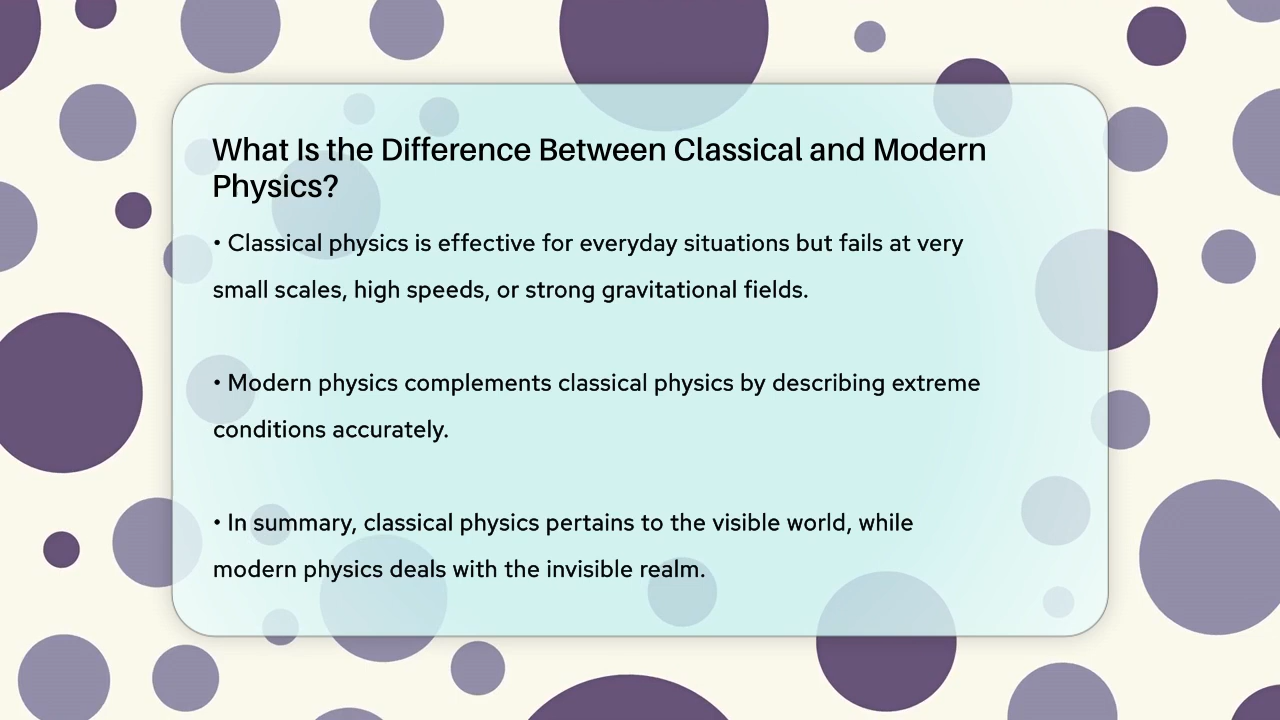 What Is the Difference Between Classical and Modern
Physics?
• Classical physics is effective for everyday situations but fails at very
small scales, high speeds, or strong gravitational fields.
• Modern physics complements classical physics by describing extreme
conditions accurately.
• In summary, classical physics pertains to the visible world, while
modern physics deals with the invisible realm.